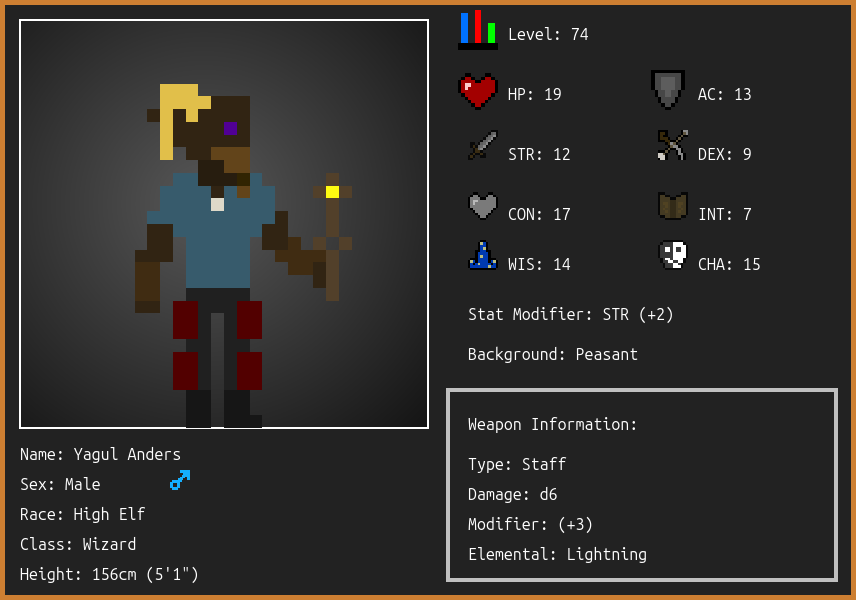 Level: 74
HP: 19
AC: 13
STR: 12
DEX: 9
CON: 17
INT: 7
WIS: 14
CHA: 15
Stat Modifier: STR (+2)
Background: Peasant
Weapon Information:
Type: Staff
Damage: d6
Modifier: (+3)
Elemental: Lightning
Name: Yagul Anders
Sex: Male
Race: High Elf
Class: Wizard
Height: 156cm (5'1")